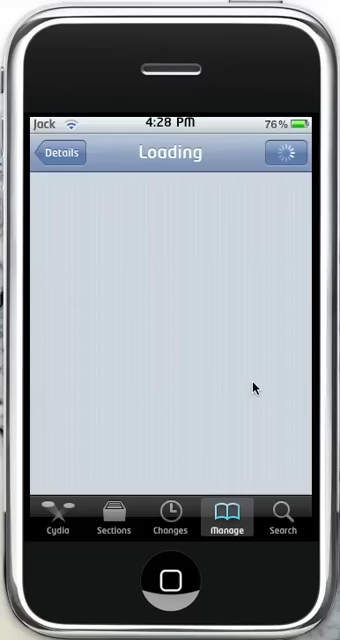 Jack 4:28 PM 76%
Details Loading
Cydia Sections Changes Manage Search